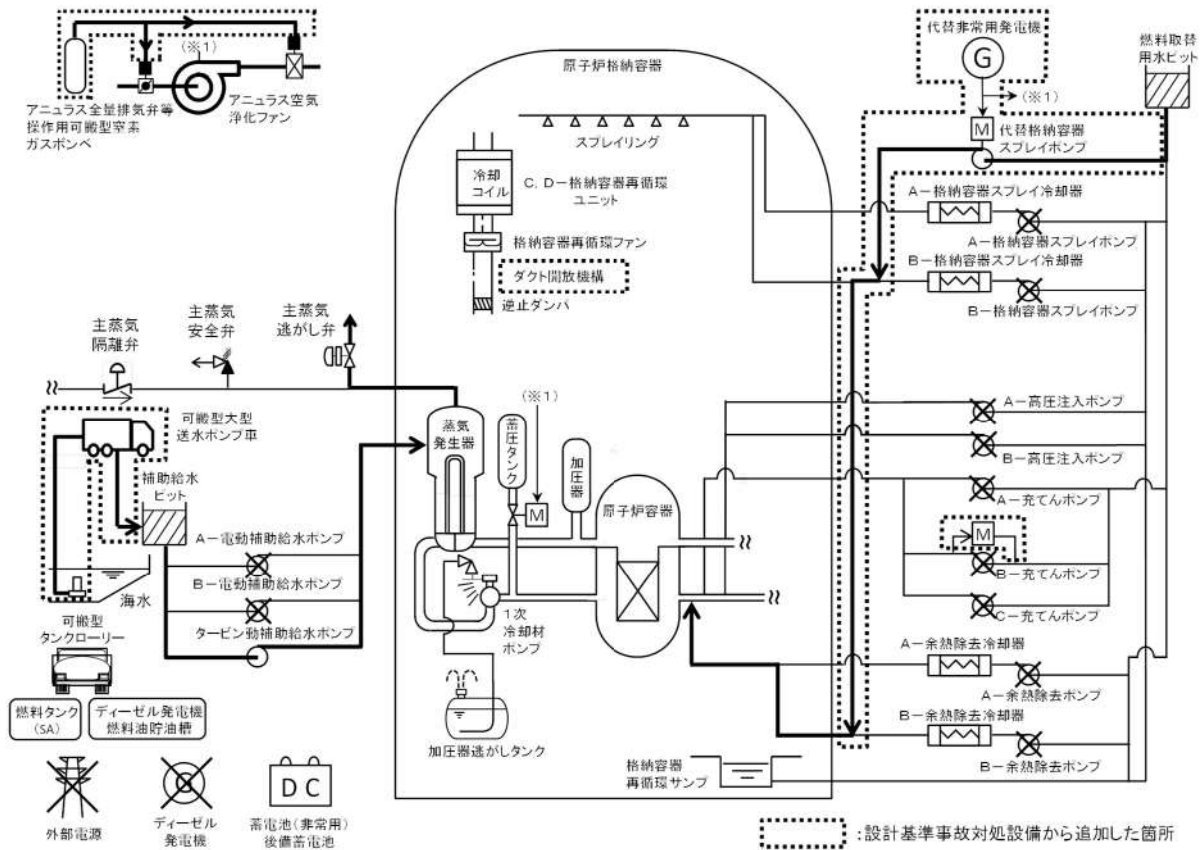 (※1)
アニュラス全量排気弁等
操作用可搬型窒素
ガスボンベ
アニュラス空気
浄化ファン
原子炉格納容器
スプレイリング
冷却
コイル
C, D-格納容器再循環
ユニット
格納容器再循環ファン
ダクト開放機構
逆止ダンパ
代替非常用発電機
G
(※1)
M
代替格納容器
スプレイポンプ
燃料取替
用水ピット
A-格納容器スプレイ冷却器
A-格納容器スプレイポンプ
B-格納容器スプレイ冷却器
B-格納容器スプレイポンプ
主蒸気
隔離弁
主蒸気
安全弁
主蒸気
逃がし弁
可搬型大型
送水ポンプ車
補助給水
ピット
海水
A-電動補助給水ポンプ
B-電動補助給水ポンプ
タービン動補助給水ポンプ
蒸気
発生器
蓄圧タンク
(※1)
M
加圧器
原子炉容器
1次
冷却材
ポンプ
加圧器逃がしタンク
A-高圧注入ポンプ
B-高圧注入ポンプ
A-充てんポンプ
M
B-充てんポンプ
C-充てんポンプ
A-余熱除去冷却器
A-余熱除去ポンプ
B-余熱除去冷却器
B-余熱除去ポンプ
格納容器
再循環サンプ
可搬型
タンクローリー
燃料タンク
(SA)
ディーゼル発電機
燃料油貯油槽
外部電源
ディーゼル
発電機
DC
蓄電池(非常用)
後備蓄電池
:設計基準事故対処設備から追加した箇所